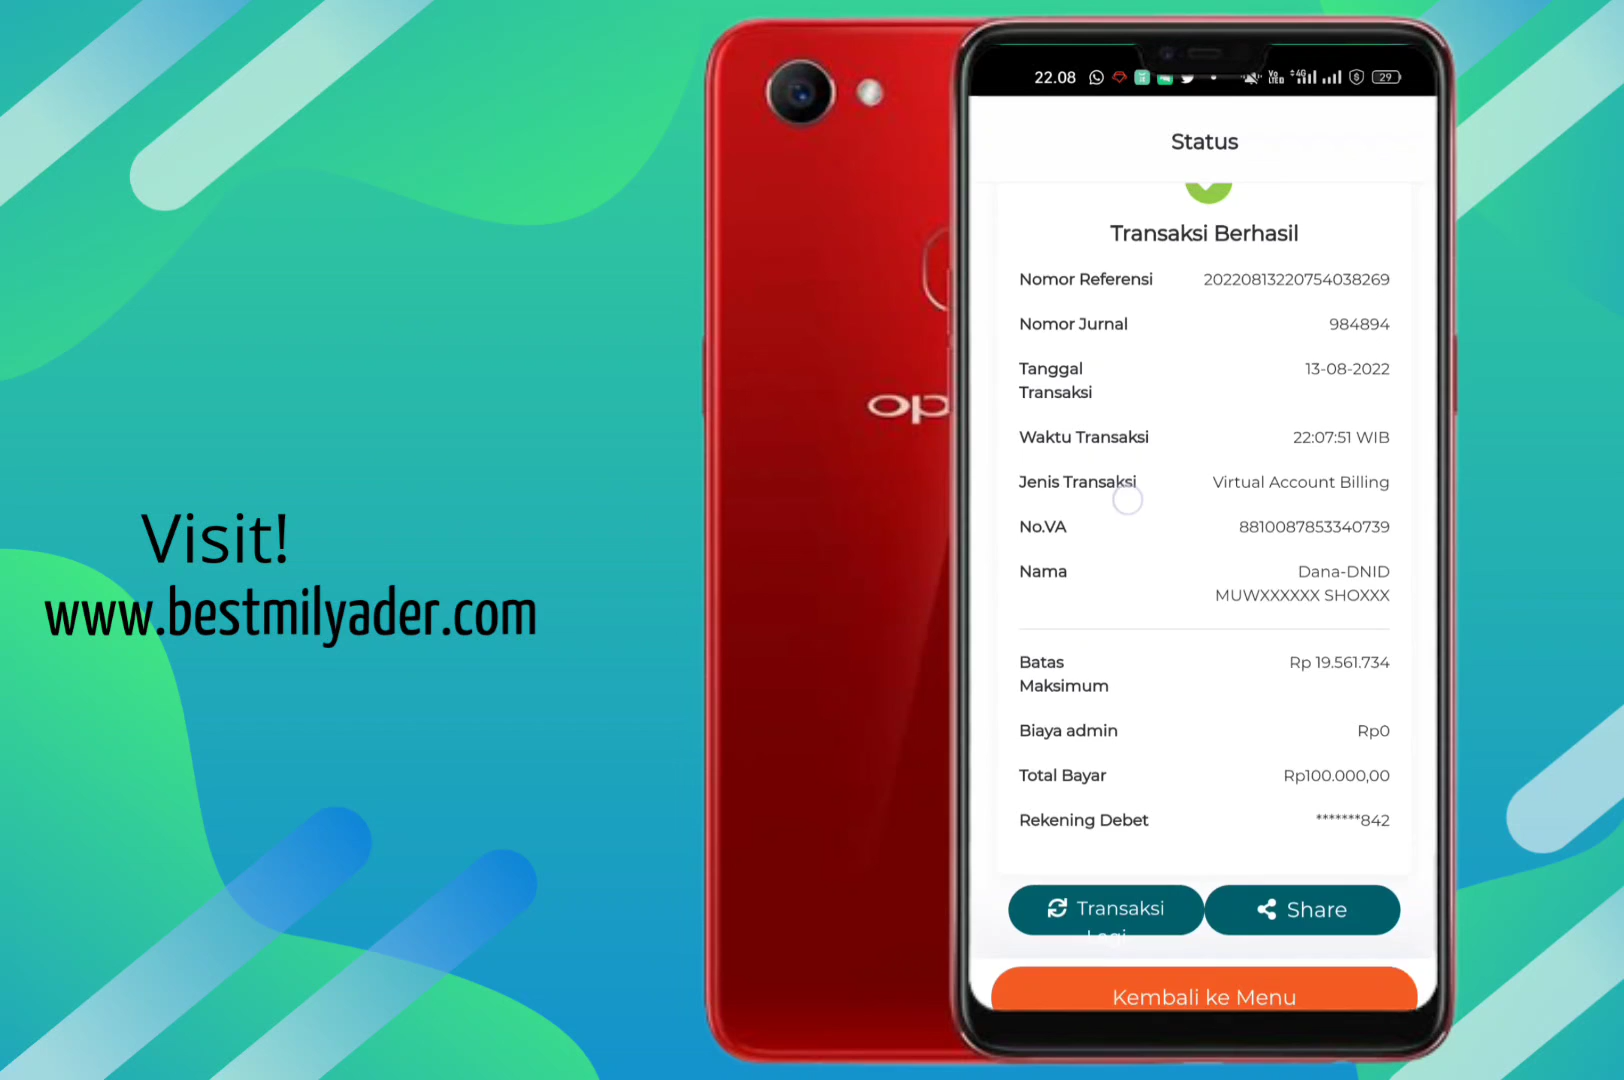 Visit!
www.bestmilyader.com
22.08
29
Status
Transaksi Berhasil
Nomor Referensi 20220813220754038269
Nomor Jurnal 984894
Tanggal Transaksi 13-08-2022
Waktu Transaksi 22:07:51 WIB
Jenis Transaksi Virtual Account Billing
No.VA 8810087853340739
Nama Dana-DNID
MUWXXXXXX SHOXXX
Batas Maksimum Rp 19.561.734
Biaya admin Rp0
Total Bayar Rp100.000,00
Rekening Debet *******842
Transaksi Lagi
Share
Kembali ke Menu